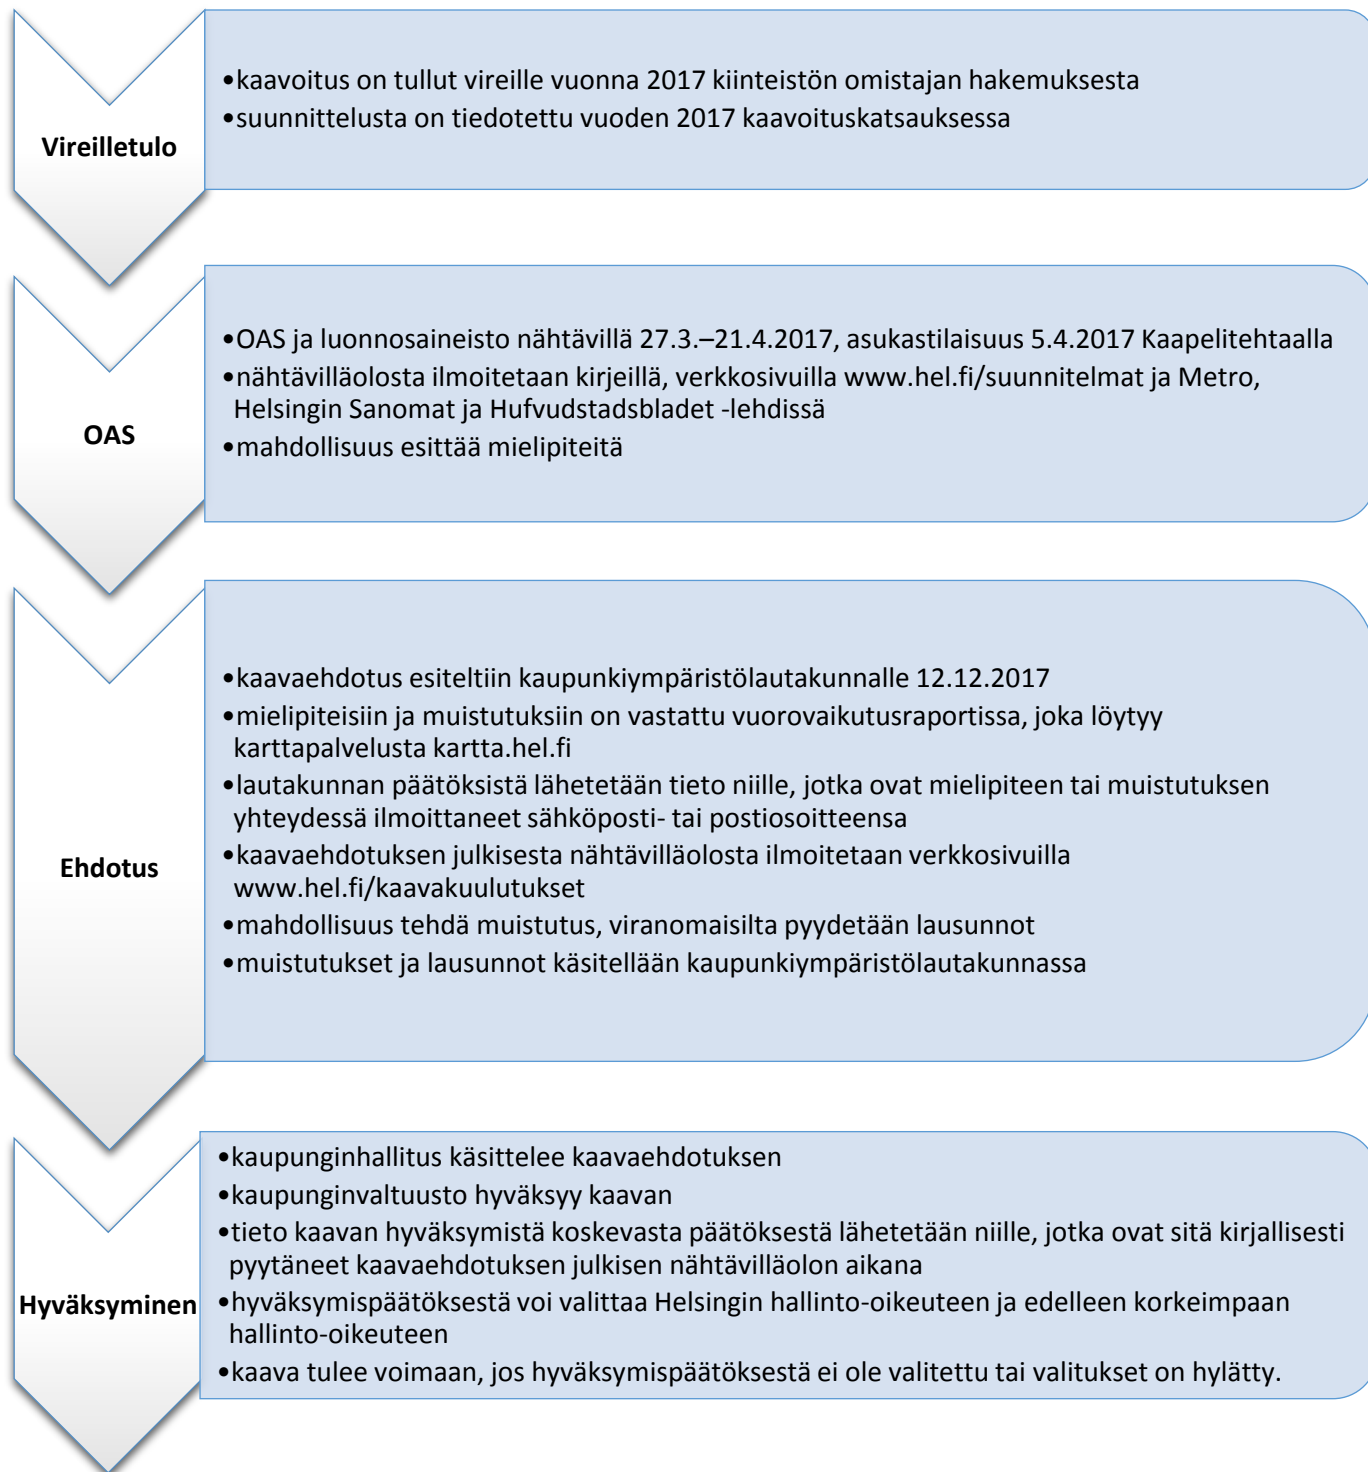 Vireilletulo
•kaavoitus on tullut vireille vuonna 2017 kiinteistön omistajan hakemuksesta
•suunnittelusta on tiedotettu vuoden 2017 kaavoituskatsauksessa
OAS
•OAS ja luonnosaineisto nähtävillä 27.3.–21.4.2017, asukastilaisuus 5.4.2017 Kaapelitehtaalla
•nähtävilläolosta ilmoitetaan kirjeillä, verkkosivuilla www.hel.fi/suunnitelmat ja Metro,
Helsingin Sanomat ja Hufvudstadsbladet -lehdissä
•mahdollisuus esittää mielipiteitä
Ehdotus
•kaavaehdotus esiteltiin kaupunkiympäristölautakunnalle 12.12.2017
•mielipiteisiin ja muistutuksiin on vastattu vuorovaikutusraportissa, joka löytyy
karttapalvelusta kartta.hel.fi
•lautakunnan päätöksistä lähetetään tieto niille, jotka ovat mielipiteen tai muistutuksen
yhteydessä ilmoittaneet sähköposti- tai postiosoitteensa
•kaavaehdotuksen julkisesta nähtävilläolosta ilmoitetaan verkkosivuilla
www.hel.fi/kaavakuulutukset
•mahdollisuus tehdä muistutus, viranomaisilta pyydetään lausunnot
•muistutukset ja lausunnot käsitellään kaupunkiympäristölautakunnassa
Hyväksyminen
•kaupunginhallitus käsittelee kaavaehdotuksen
•kaupunginvaltuusto hyväksyy kaavan
•tieto kaavan hyväksymistä koskevasta päätöksestä lähetetään niille, jotka ovat sitä kirjallisesti
pyytäneet kaavaehdotuksen julkisen nähtävilläolon aikana
•hyväksymispäätöksestä voi valittaa Helsingin hallinto-oikeuteen ja edelleen korkeimpaan
hallinto-oikeuteen
•kaava tulee voimaan, jos hyväksymispäätöksestä ei ole valitettu tai valitukset on hylätty.